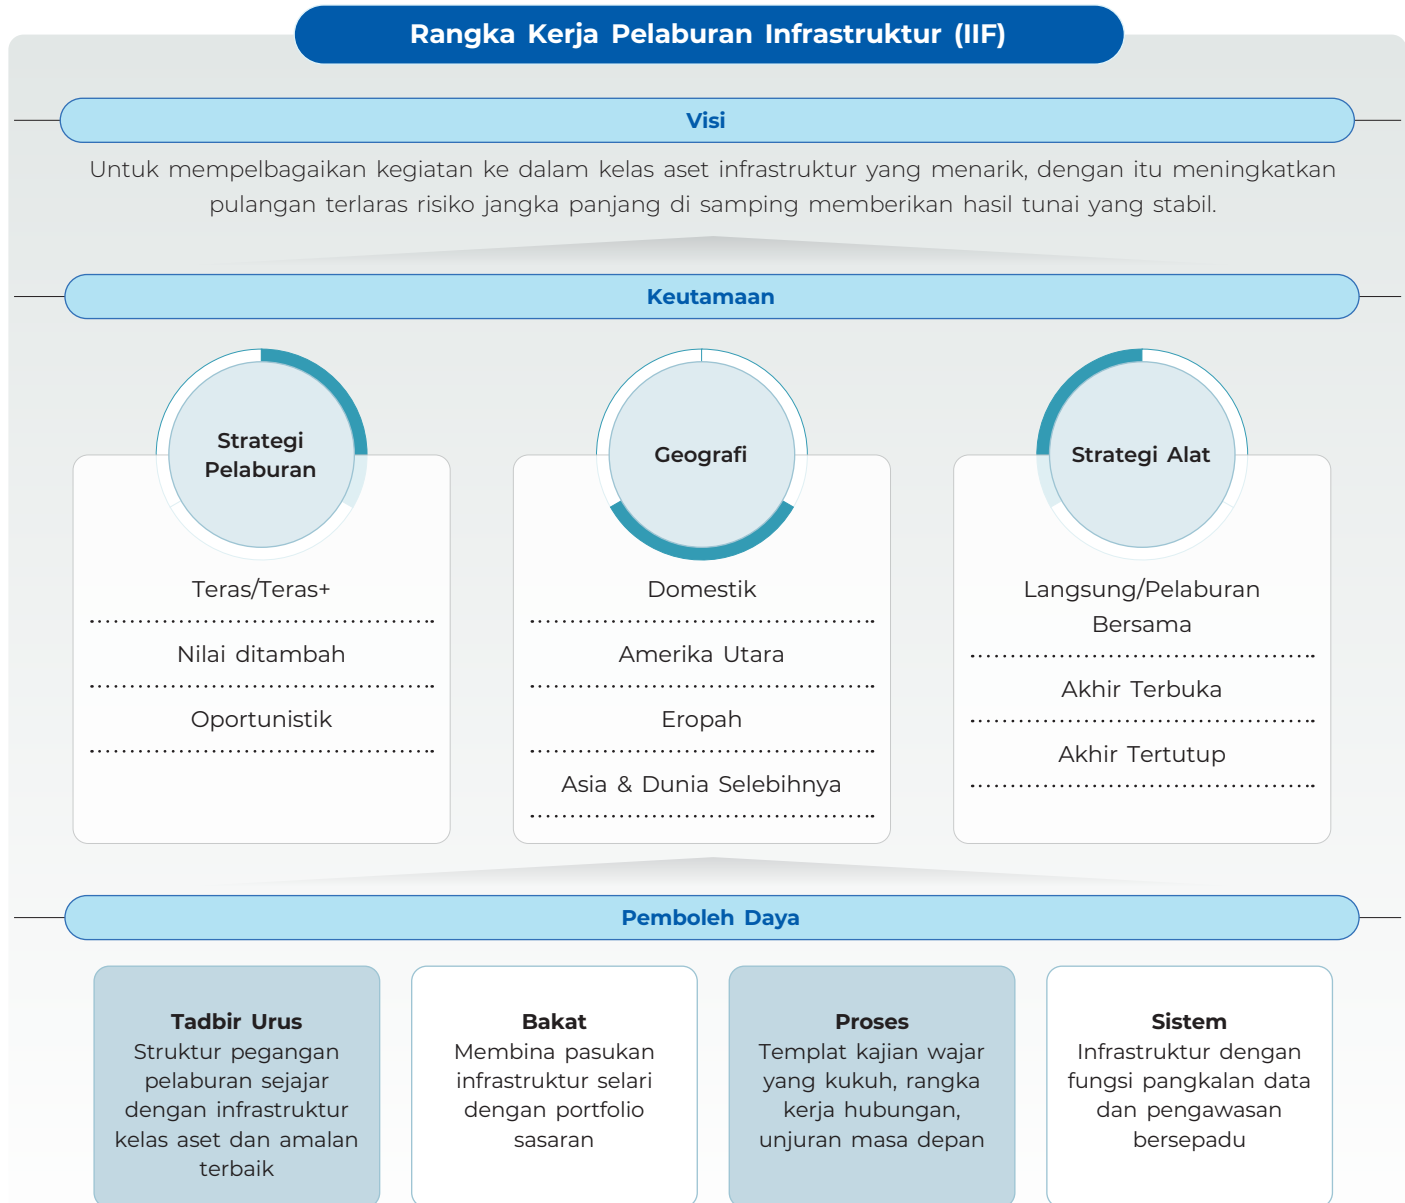 Rangka Kerja Pelaburan Infrastruktur (IIF)
Visi
Untuk mempelbagaikan kegiatan ke dalam kelas aset infrastruktur yang menarik, dengan itu meningkatkan
pulangan terlaras risiko jangka panjang di samping memberikan hasil tunai yang stabil.
Keutamaan
Strategi
Pelaburan
Teras/Teras+
Nilai ditambah
Oportunistik
Geografi
Domestik
Amerika Utara
Eropah
Asia & Dunia Selebihnya
Strategi Alat
Langsung/Pelaburan
Bersama
Akhir Terbuka
Akhir Tertutup
Pemboleh Daya
Tadbir Urus
Struktur pegangan
pelaburan sejajar
dengan infrastruktur
kelas aset dan amalan
terbaik
Bakat
Membina pasukan
infrastruktur selari
dengan portfolio
sasaran
Proses
Templat kajian wajar
yang kukuh, rangka
kerja hubungan,
unjuran masa depan
Sistem
Infrastruktur dengan
fungsi pangkalan data
dan pengawasan
bersepadu